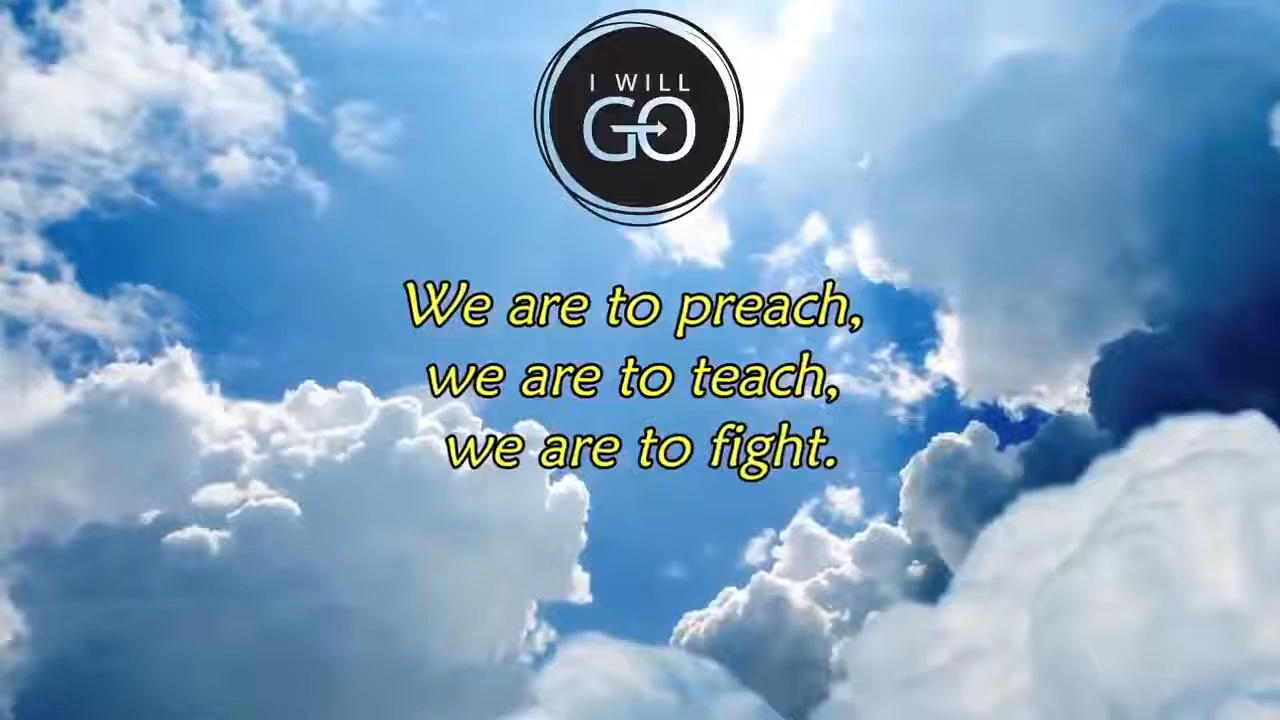 I WILL
GO
We are to preach,
we are to teach,
we are to fight.